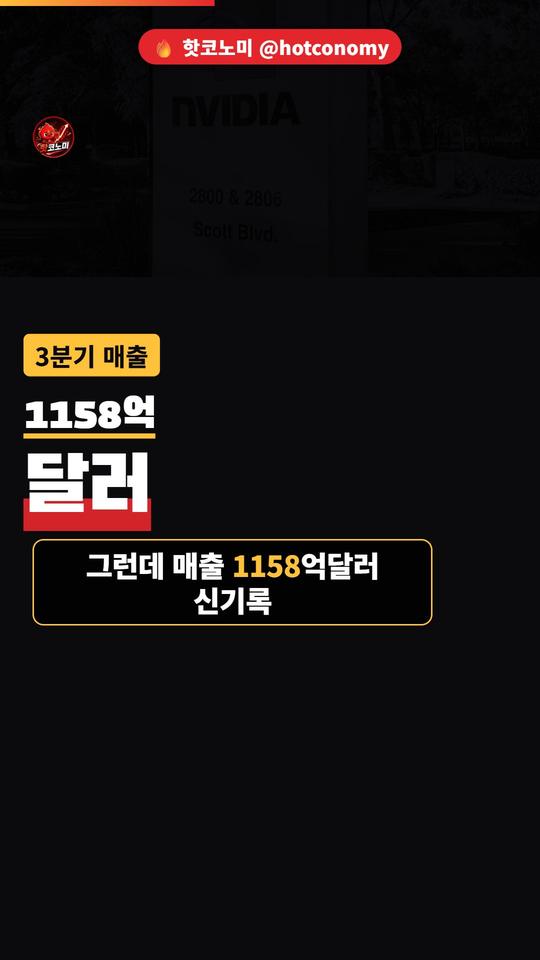 🔥 핫코노미 @hotconomy
nVIDIA
핫코노미
2800 & 2806
Scott Blvd.
3분기 매출
1158억
달러
그런데 매출 1158억달러
신기록